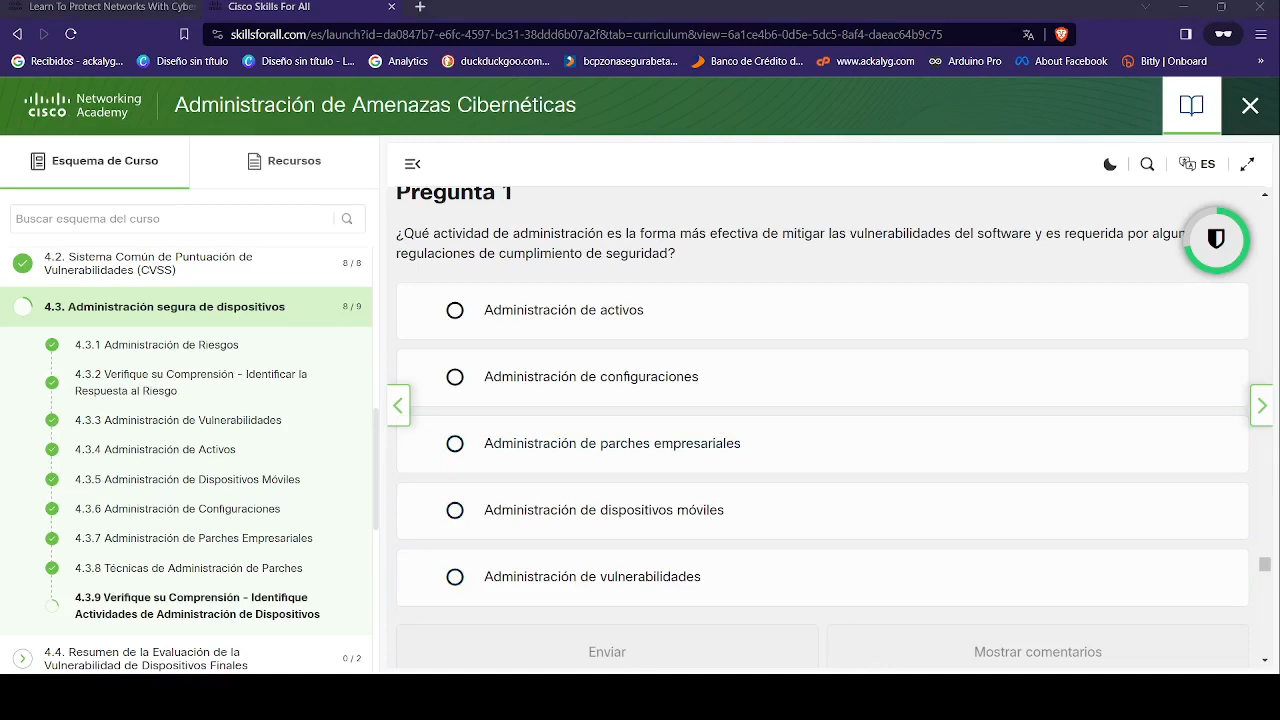 Learn To Protect Networks With Cyber
Cisco Skills For All
skillsforall.com/es/launch?id=da0847b7-e6fc-4597-bc31-38ddd6b07a2f&tab=curriculum&view=6a1ce4b6-0d5e-5dc5-8af4-daeac64b9c75
Recibidos - ackalyg...
Diseño sin título
Diseño sin título - L...
Analytics
duckduckgoo.com...
bcpzonasegurabeta...
Banco de Crédito d...
www.ackalyg.com
Arduino Pro
About Facebook
Bitly | Onboard
»
cisco
Networking
Academy
Administración de Amenazas Cibernéticas
Esquema de Curso
Recursos
ES
Buscar esquema del curso
4.2. Sistema Común de Puntuación de
Vulnerabilidades (CVSS)
8 / 8
4.3. Administración segura de dispositivos
8 / 9
4.3.1 Administración de Riesgos
4.3.2 Verifique su Comprensión - Identificar la
Respuesta al Riesgo
4.3.3 Administración de Vulnerabilidades
4.3.4 Administración de Activos
4.3.5 Administración de Dispositivos Móviles
4.3.6 Administración de Configuraciones
4.3.7 Administración de Parches Empresariales
4.3.8 Técnicas de Administración de Parches
4.3.9 Verifique su Comprensión - Identifique
Actividades de Administración de Dispositivos
4.4. Resumen de la Evaluación de la
Vulnerabilidad de Dispositivos Finales
0 / 2
Pregunta 1
¿Qué actividad de administración es la forma más efectiva de mitigar las vulnerabilidades del software y es requerida por algun
regulaciones de cumplimiento de seguridad?
Administración de activos
Administración de configuraciones
Administración de parches empresariales
Administración de dispositivos móviles
Administración de vulnerabilidades
Enviar
Mostrar comentarios